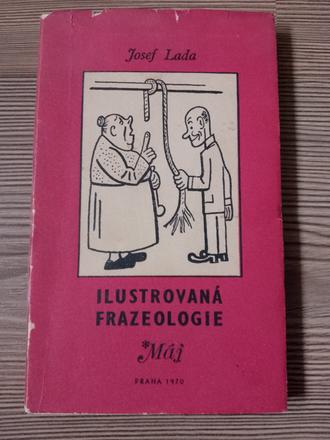 Josef Lada
ILUSTROVANÁ
FRAZEOLOGIE
*Máj
PRAHA 1970